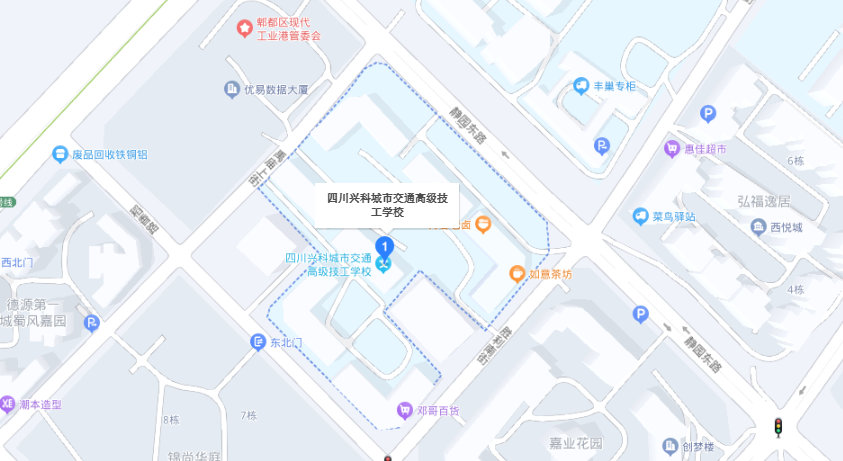 郫都区现代
工业港管委会
优易数据大厦
丰巢专柜
静园东路
废品回收铁铜铝
惠佳超市
6栋
四川兴科城市交通高级技
工学校
弘福逸居
菜鸟驿站
西悦城
1
四川兴科城市交通
高级技工学校
西北门
如意茶坊
4栋
德源第一
城蜀风嘉园
东北门
静园东路
潮本造型
邓哥百货
8栋
7栋
锦尚华庭
嘉业花园
创梦楼